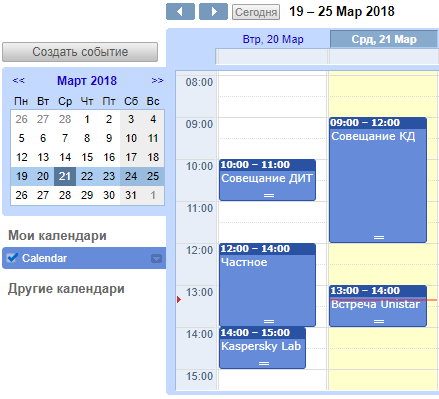 Сегодня 19 – 25 Мар 2018
Создать событие
<< Март 2018 >>
Пн Вт Ср Чт Пт Сб Вс
26 27 28 1 2 3 4
5 6 7 8 9 10 11
12 13 14 15 16 17 18
19 20 21 22 23 24 25
26 27 28 29 30 31 1
Мои календари
Calendar
Другие календари
Втр, 20 Мар Срд, 21 Мар
08:00
09:00
10:00
11:00
12:00
13:00
14:00
15:00
10:00 – 11:00
Совещание ДИТ
12:00 – 14:00
Частное
14:00 – 15:00
Kaspersky Lab
09:00 – 12:00
Совещание КД
13:00 – 14:00
Встреча Unistar